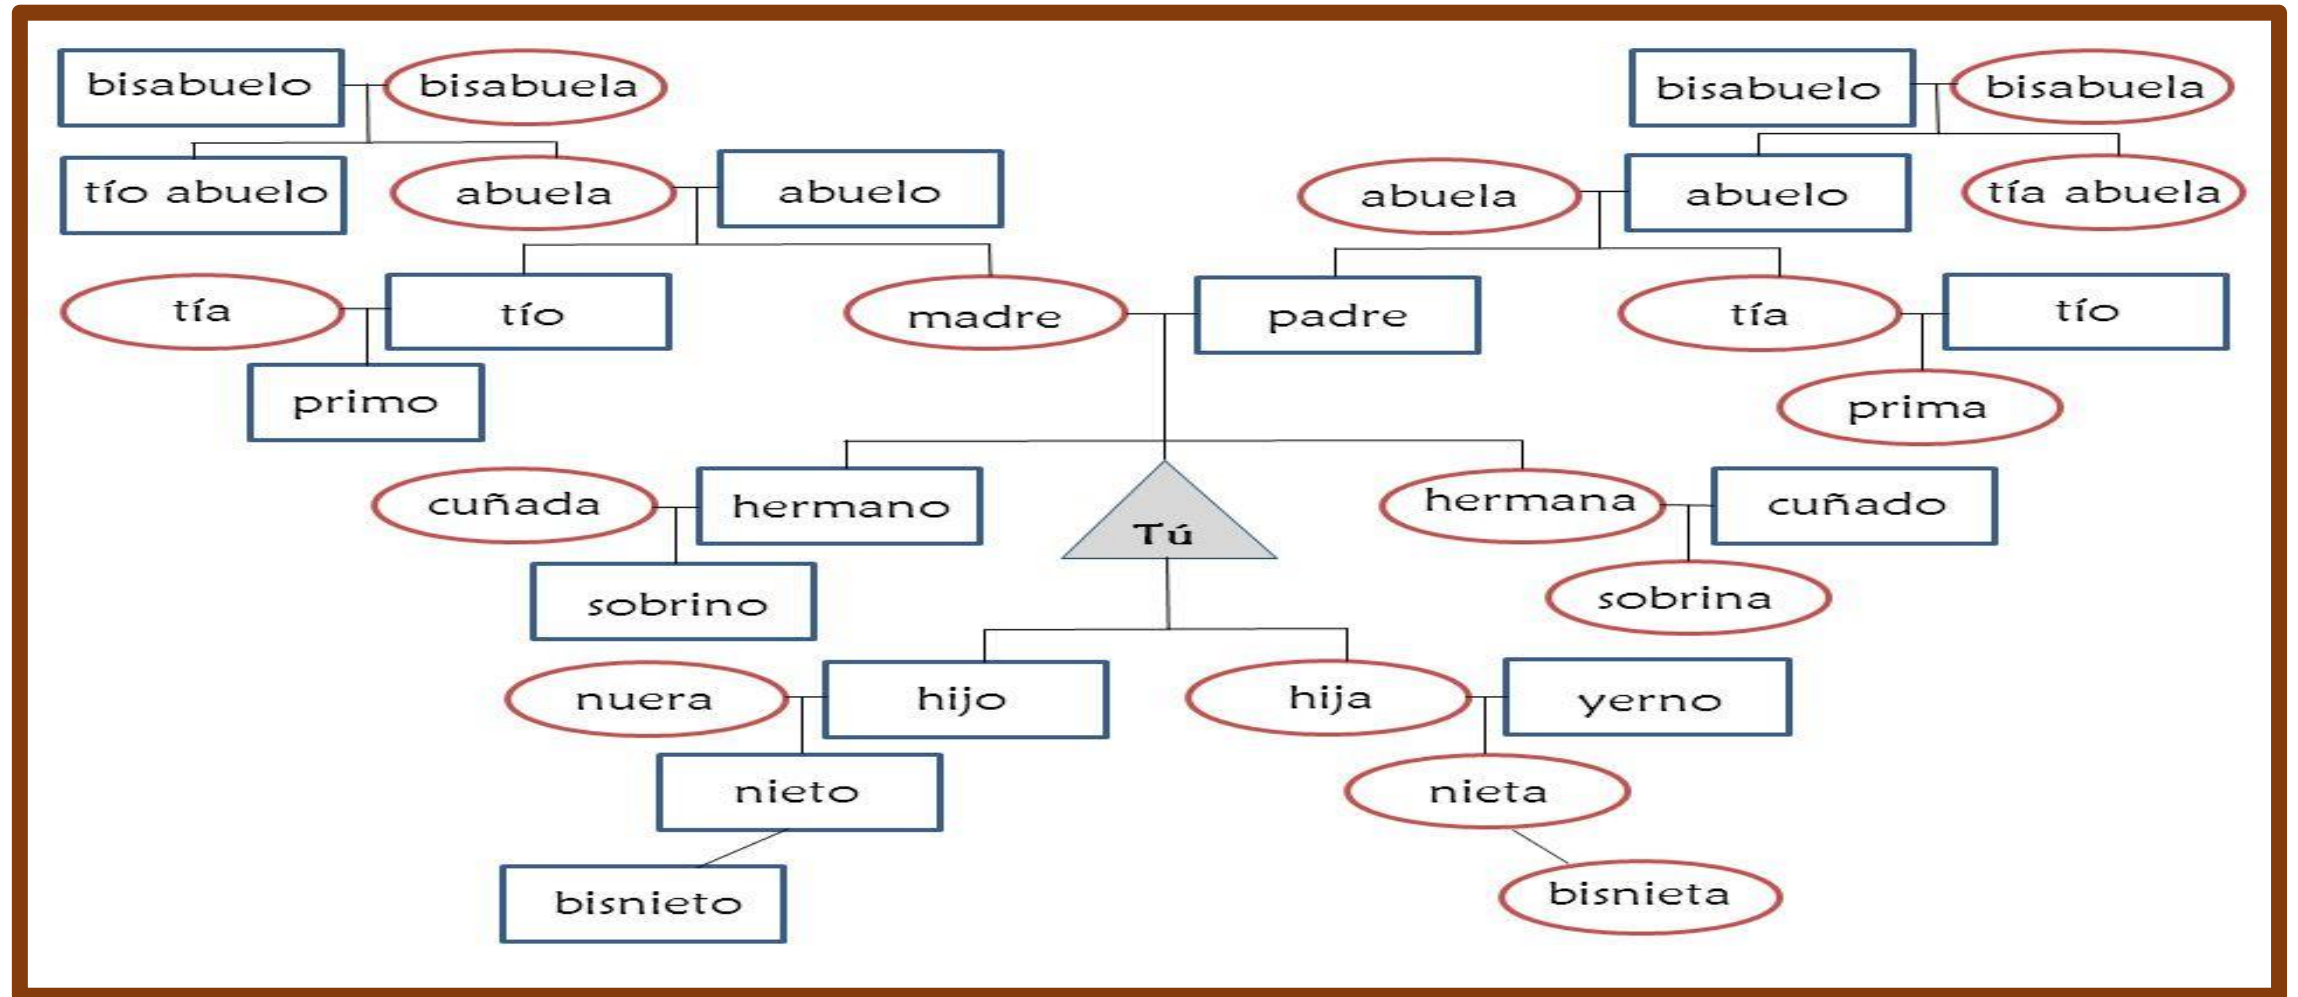 bisabuelo bisabuela bisabuelo bisabuela
tío abuelo abuela abuelo abuela abuelo tía abuela
tía tío madre padre tía tío
primo prima
cuñada hermano Tú hermana cuñado
sobrino sobrina
nuera hijo hija yerno
nieto nieta
bisnieto bisnieta